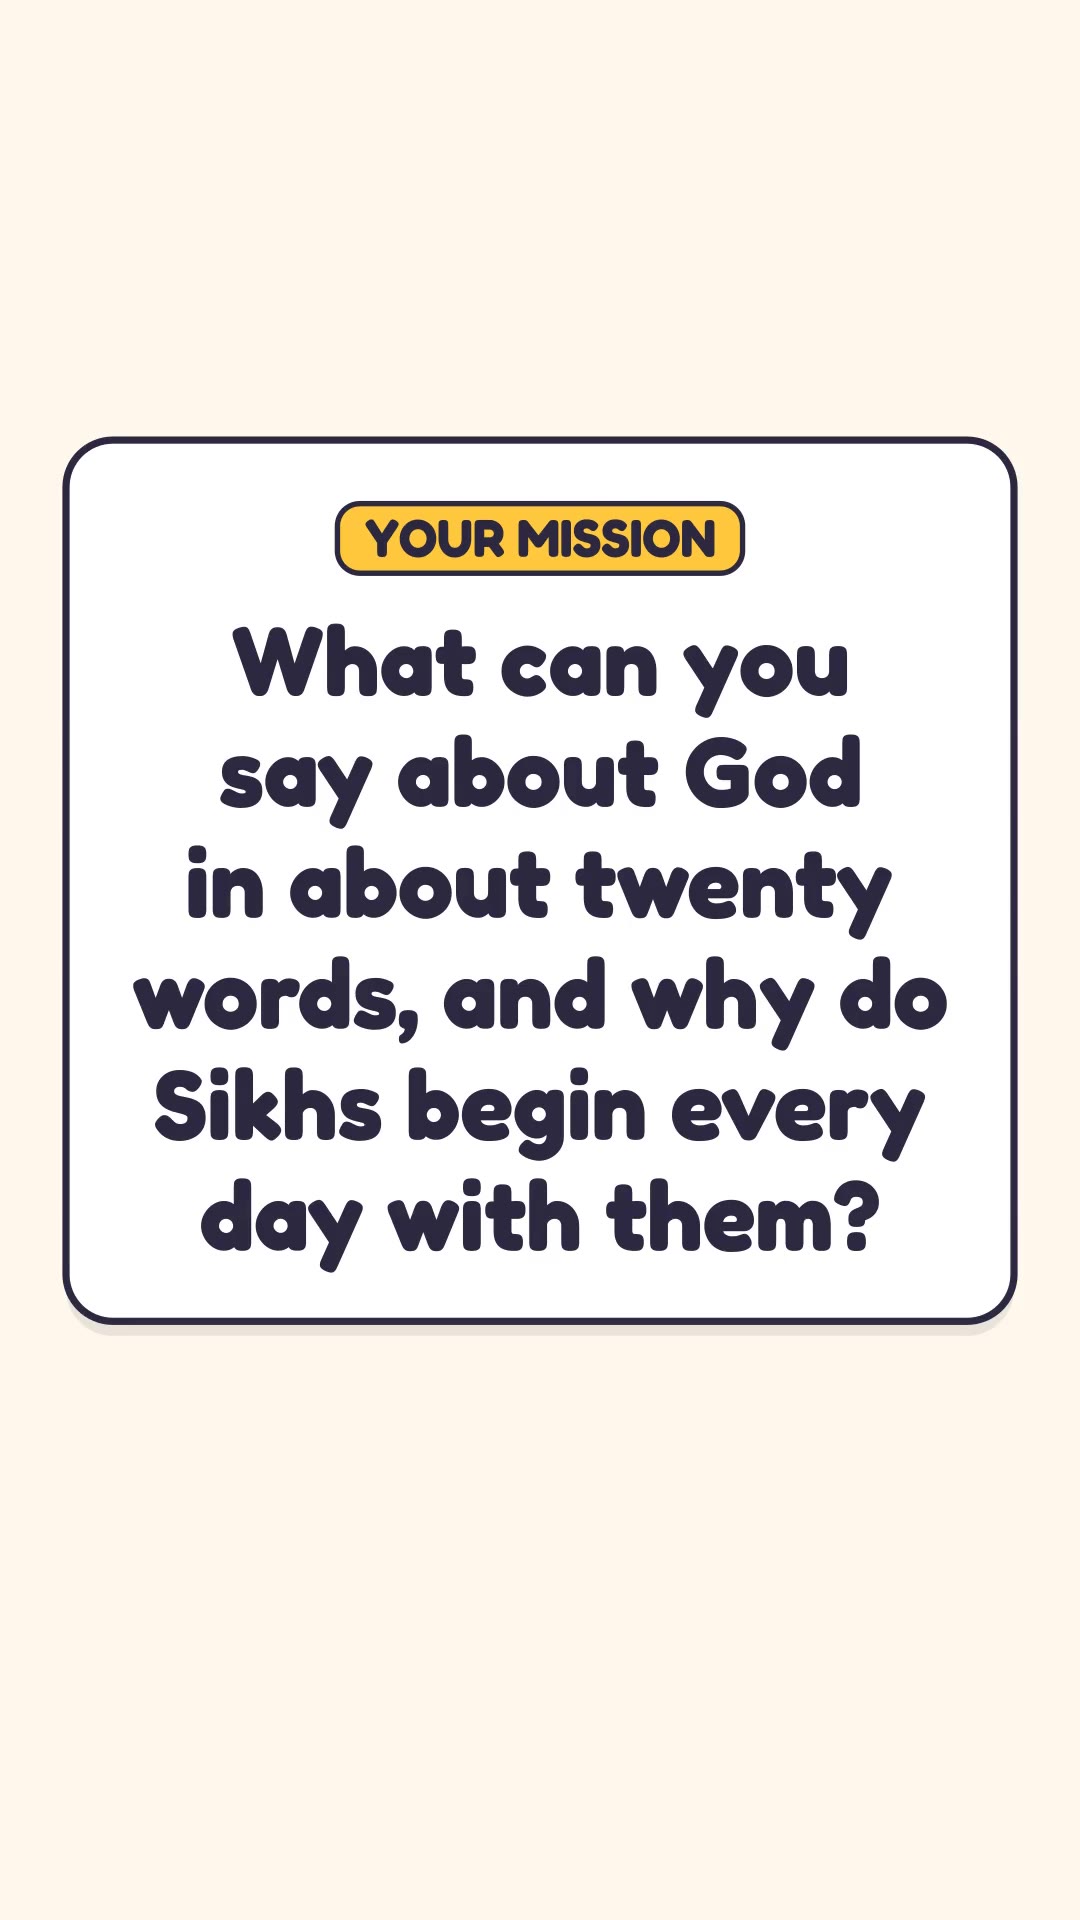 YOUR MISSION
What can you
say about God
in about twenty
words, and why do
Sikhs begin every
day with them?